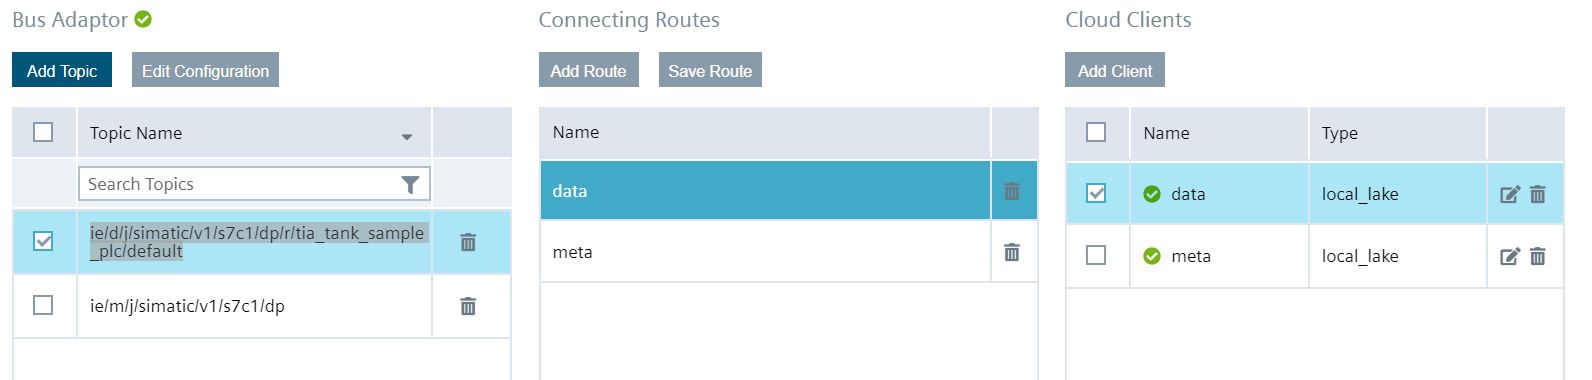 Bus Adaptor
Connecting Routes
Cloud Clients
Add Topic
Edit Configuration
Add Route
Save Route
Add Client
Topic Name
Search Topics
ie/d/j/simatic/v1/s7c1/dp/r/tia_tank_sample
_plc/default
ie/m/j/simatic/v1/s7c1/dp
Name
data
meta
Name
Type
data
local_lake
meta
local_lake